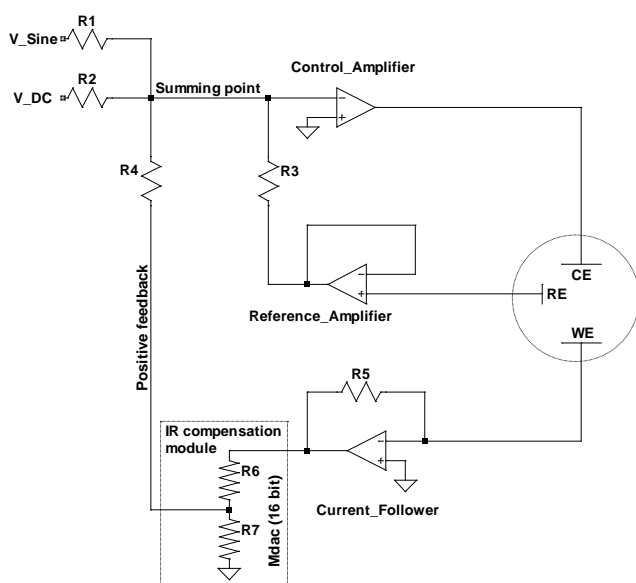 R1
V_Sine
R2
V_DC
Summing point
Control_Amplifier
-
+
R4
R3
CE
RE
WE
-
+
Reference_Amplifier
Positive feedback
R5
IR compensation
module
-
+
R6
R7
Mdac (16 bit)
Current_Follower